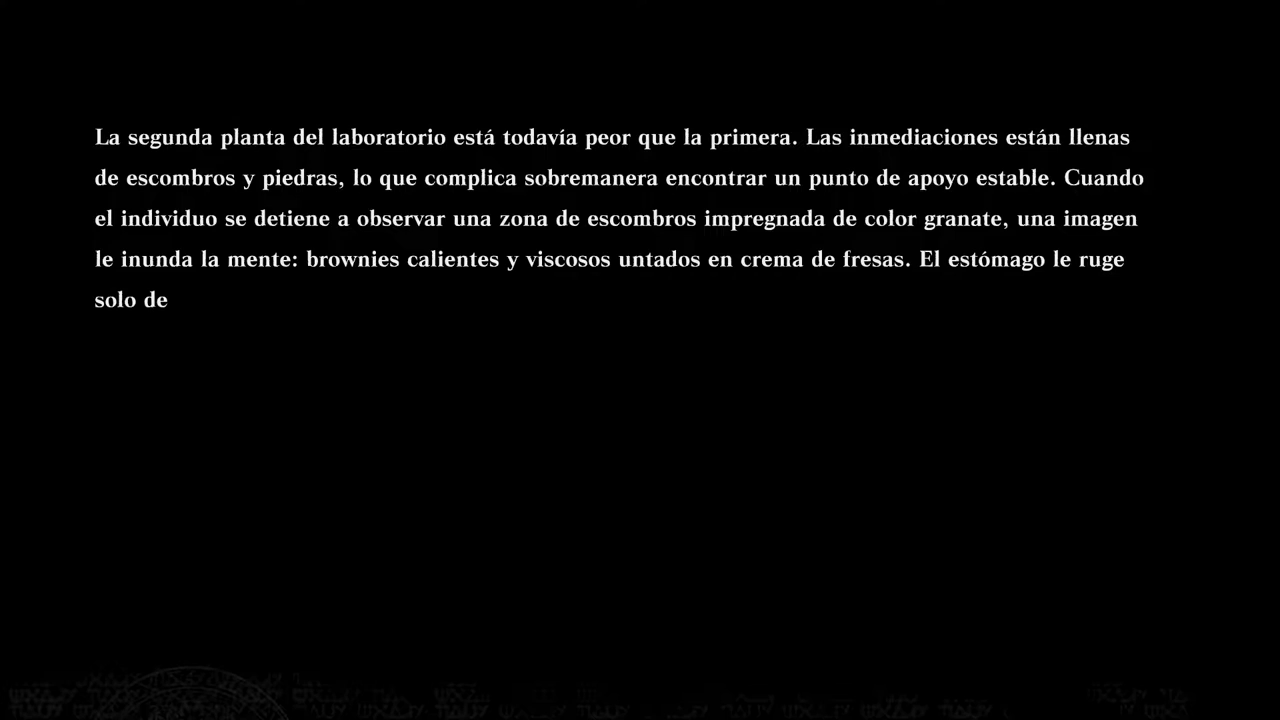 La segunda planta del laboratorio está todavía peor que la primera. Las inmediaciones están llenas
de escombros y piedras, lo que complica sobremanera encontrar un punto de apoyo estable. Cuando
el individuo se detiene a observar una zona de escombros impregnada de color granate, una imagen
le inunda la mente: brownies calientes y viscosos untados en crema de fresas. El estómago le ruge
solo de